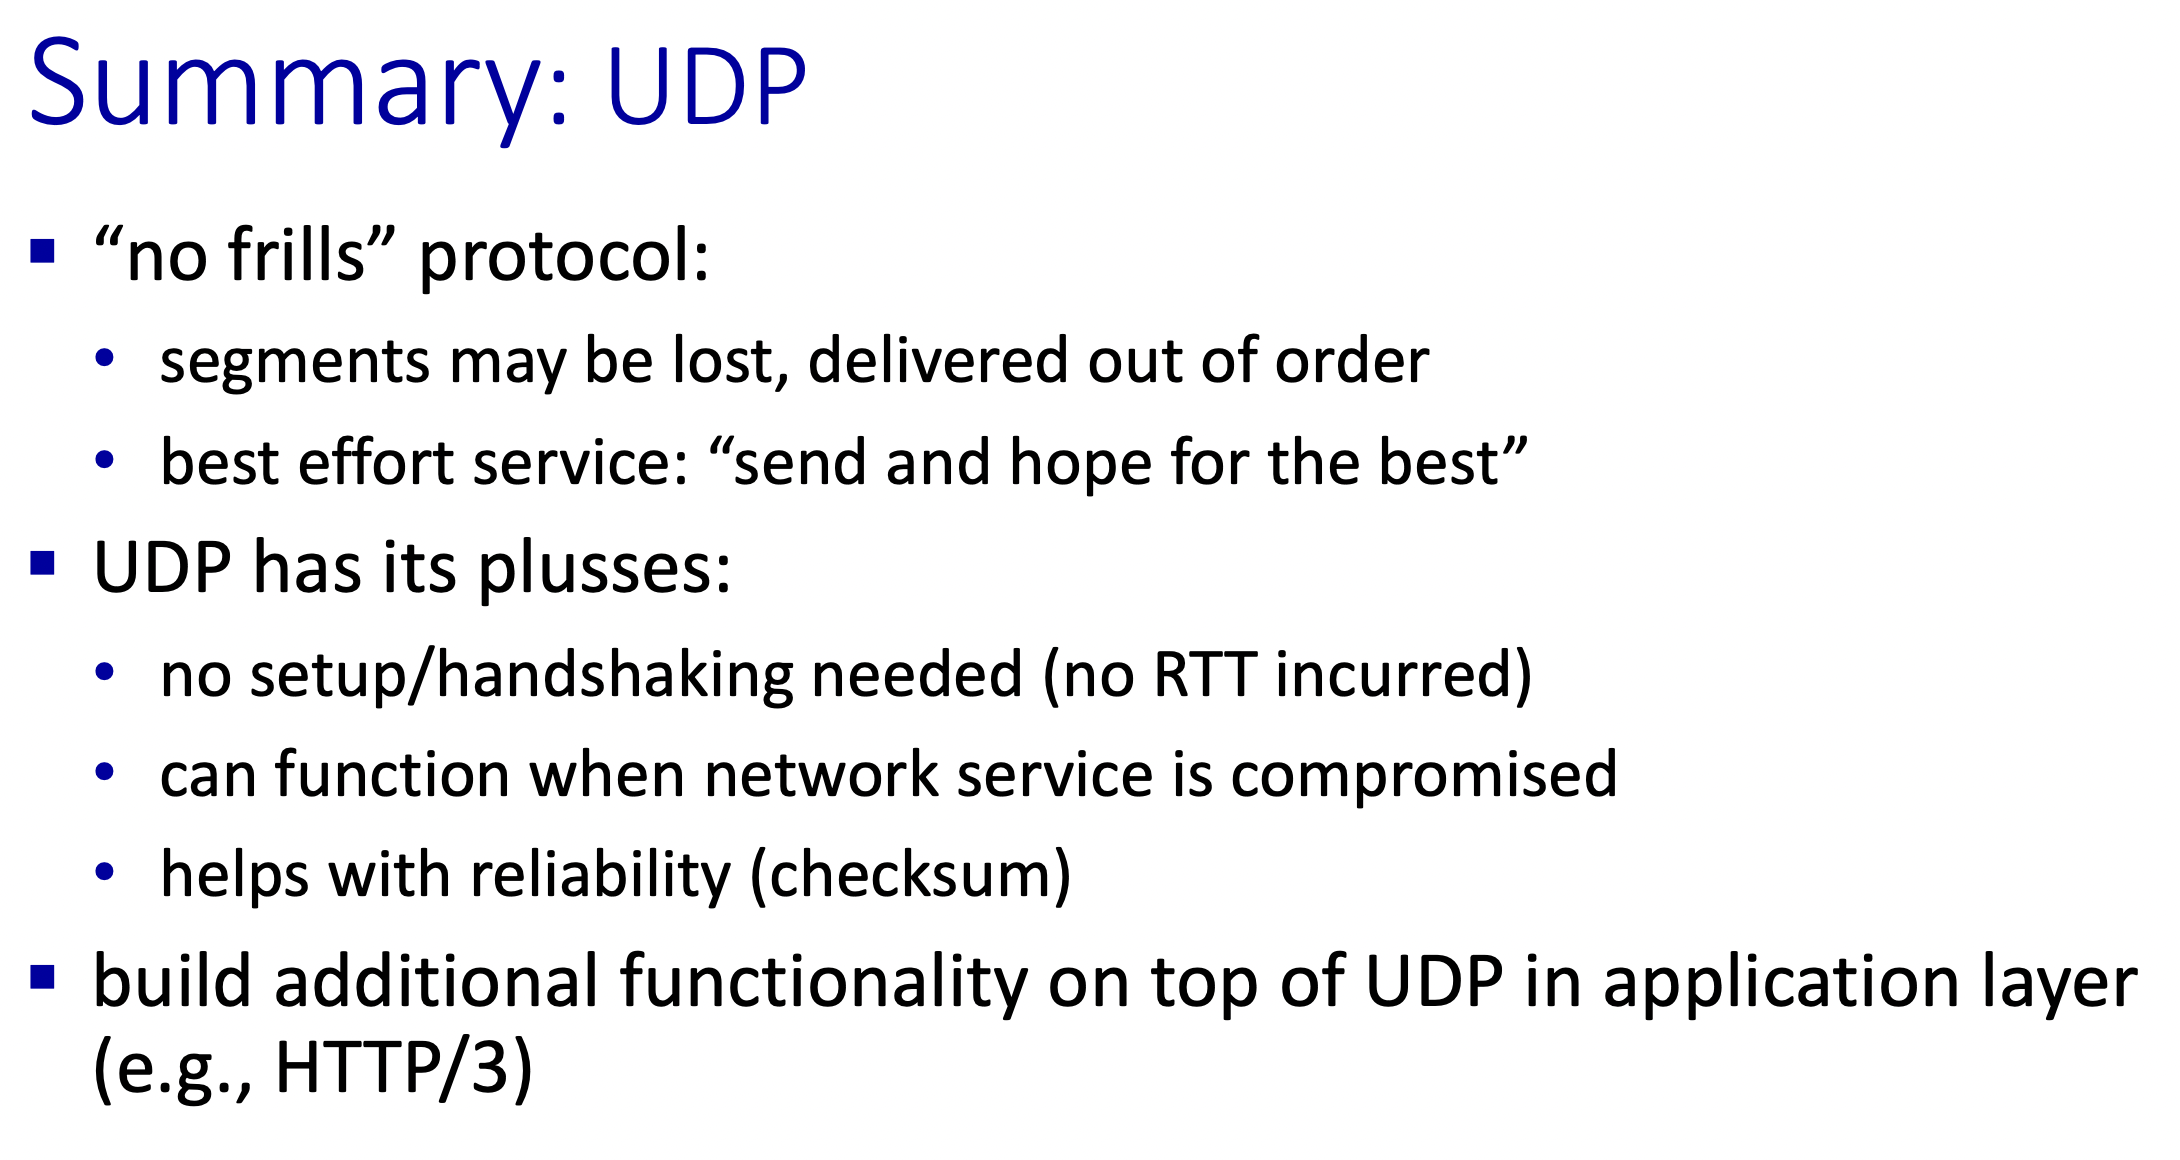 Summary: UDP
▪ “no frills” protocol:
• segments may be lost, delivered out of order
• best effort service: “send and hope for the best”
▪ UDP has its plusses:
• no setup/handshaking needed (no RTT incurred)
• can function when network service is compromised
• helps with reliability (checksum)
▪ build additional functionality on top of UDP in application layer
(e.g., HTTP/3)